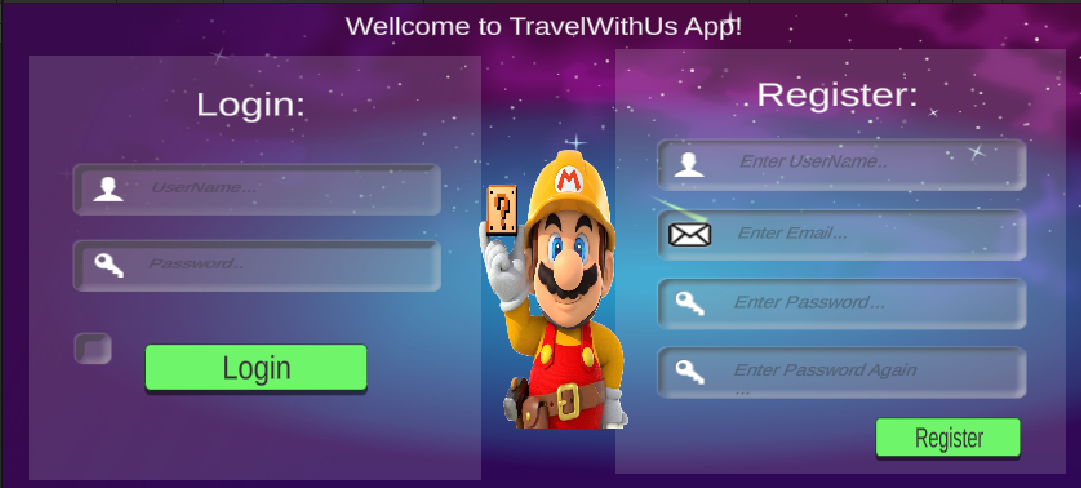 Wellcome to TravelWithUs App!
Login:
UserName...
Password..
Login
M
?
Register:
Enter UserName..
Enter Email...
Enter Password...
Enter Password Again
...
Register